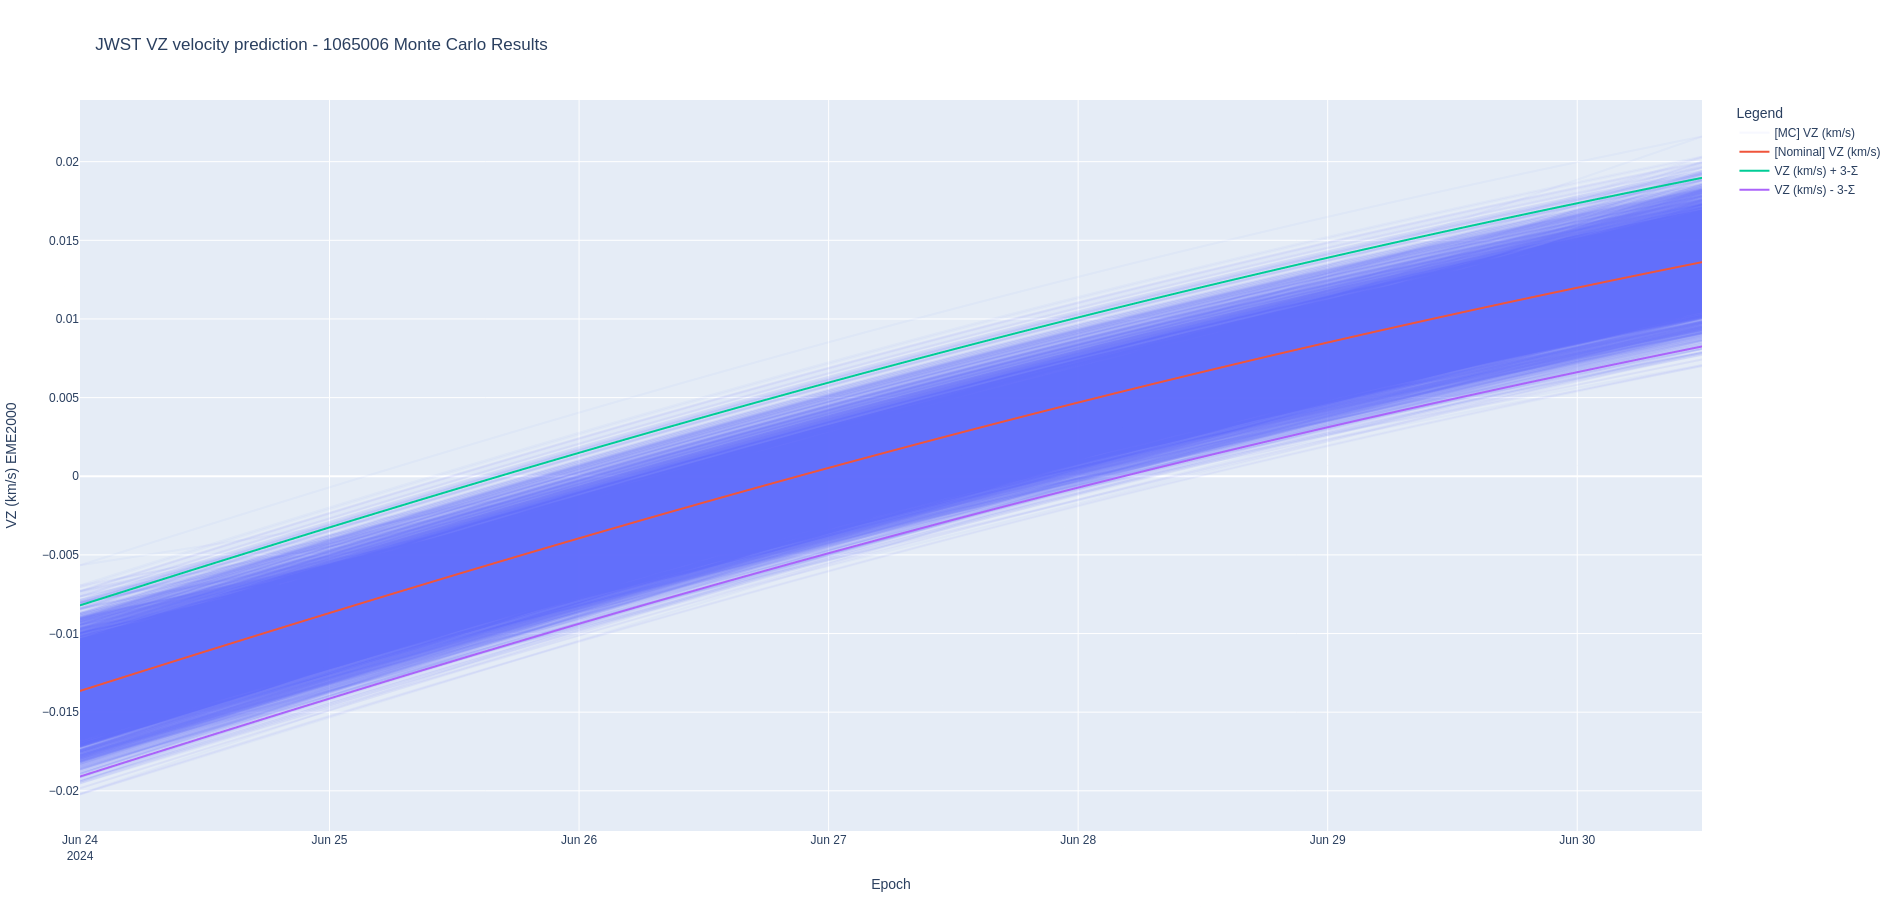 JWST VZ velocity prediction - 1065006 Monte Carlo Results
Legend
[MC] VZ (km/s)
[Nominal] VZ (km/s)
VZ (km/s) + 3-Σ
VZ (km/s) - 3-Σ
VZ (km/s) EME2000
0.02
0.015
0.01
0.005
0
−0.005
−0.01
−0.015
−0.02
Jun 24 Jun 25 Jun 26 Jun 27 Jun 28 Jun 29 Jun 30
2024
Epoch